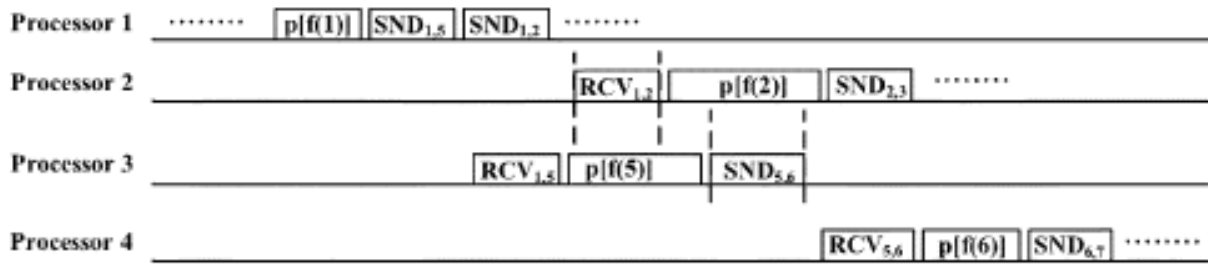 Processor 1 ········ p[f(1)] SND1,5 SND1,2 ········
Processor 2 RCV1,2 p[f(2)] SND2,3 ········
Processor 3 RCV1,5 p[f(5)] SND5,6
Processor 4 RCV5,6 p[f(6)] SND6,7 ········